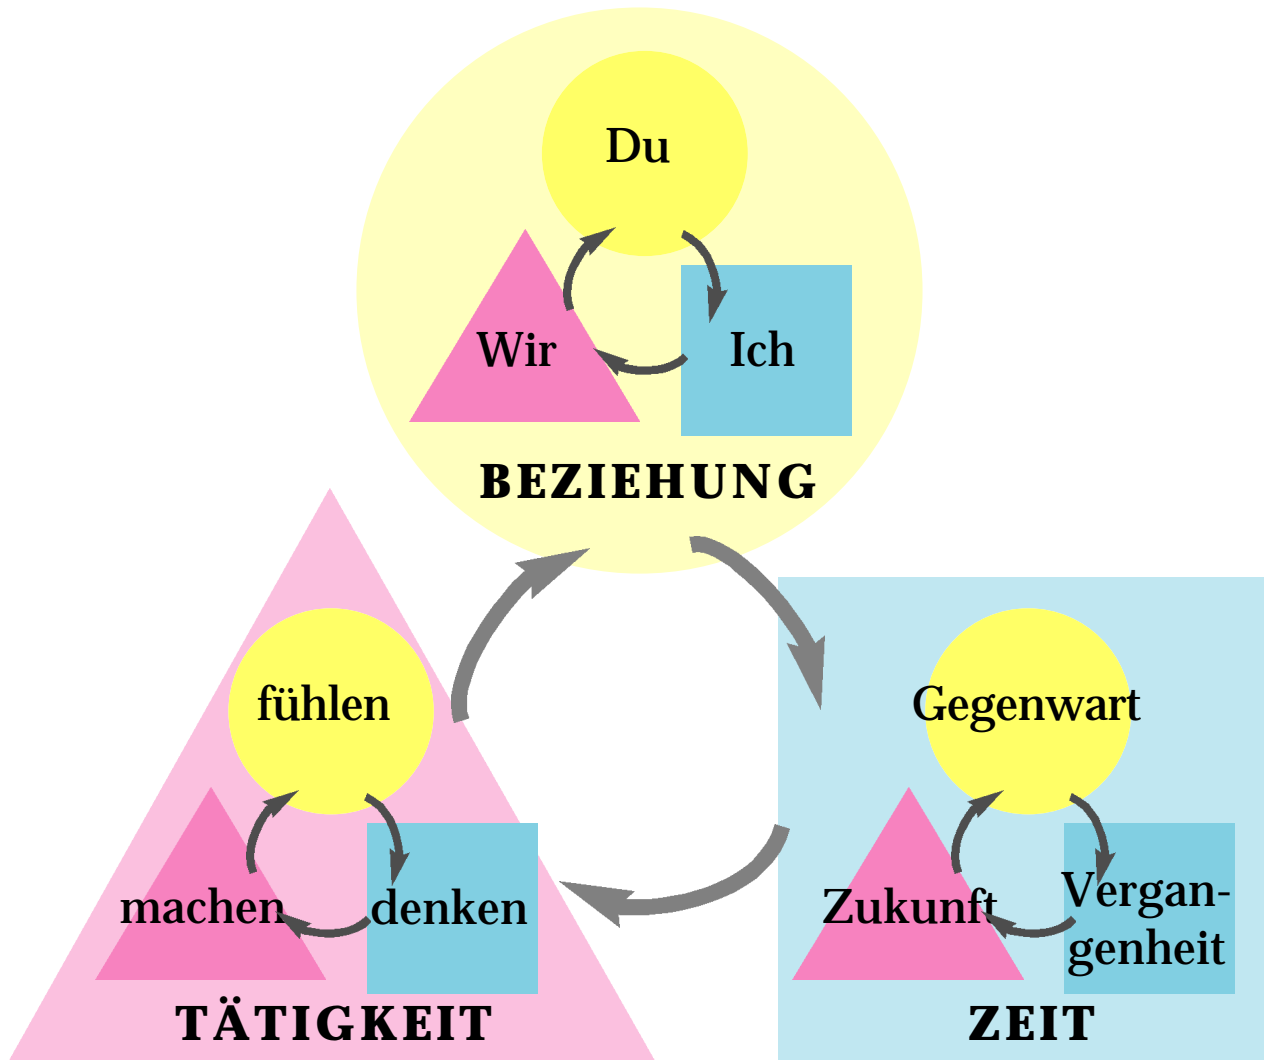 Du
Wir
Ich
BEZIEHUNG
fühlen
machen
denken
TÄTIGKEIT
Gegenwart
Zukunft
Vergan-
genheit
ZEIT